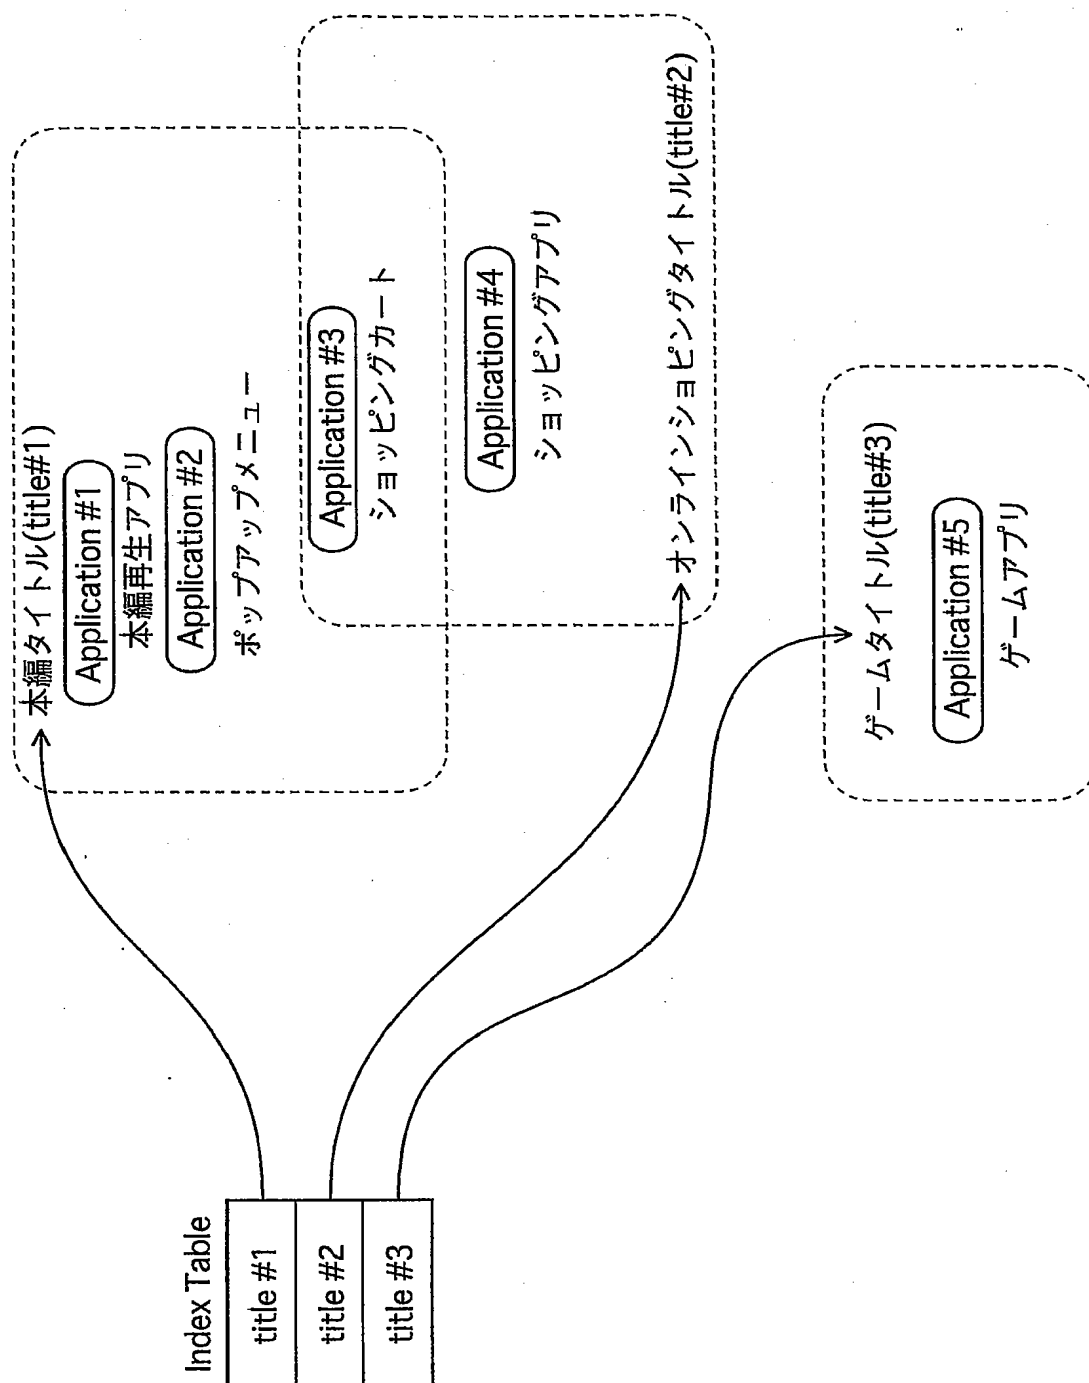 Index Table
title #1
title #2
title #3
本編タイトル(title#1)
Application #1
本編再生アプリ
Application #2
ポップアップメニュー
Application #3
ショッピングカート
Application #4
ショッピングアプリ
オンラインショピングタイトル(title#2)
ゲームタイトル(title#3)
Application #5
ゲームアプリ